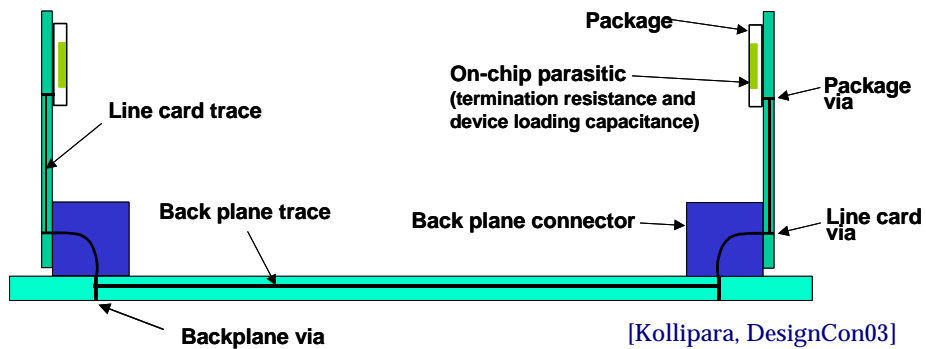 Package
On-chip parasitic
(termination resistance and
device loading capacitance)
Package
via
Line card trace
Back plane trace
Back plane connector
Line card
via
Backplane via
[Kollipara, DesignCon03]